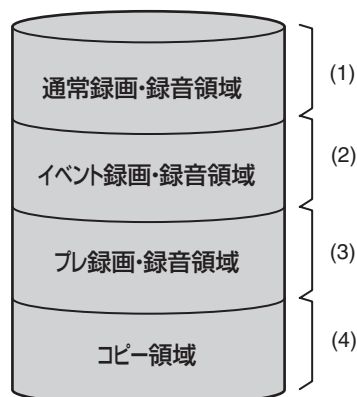 通常録画・録音領域
(1)
イベント録画・録音領域
(2)
プレ録画・録音領域
(3)
コピー領域
(4)